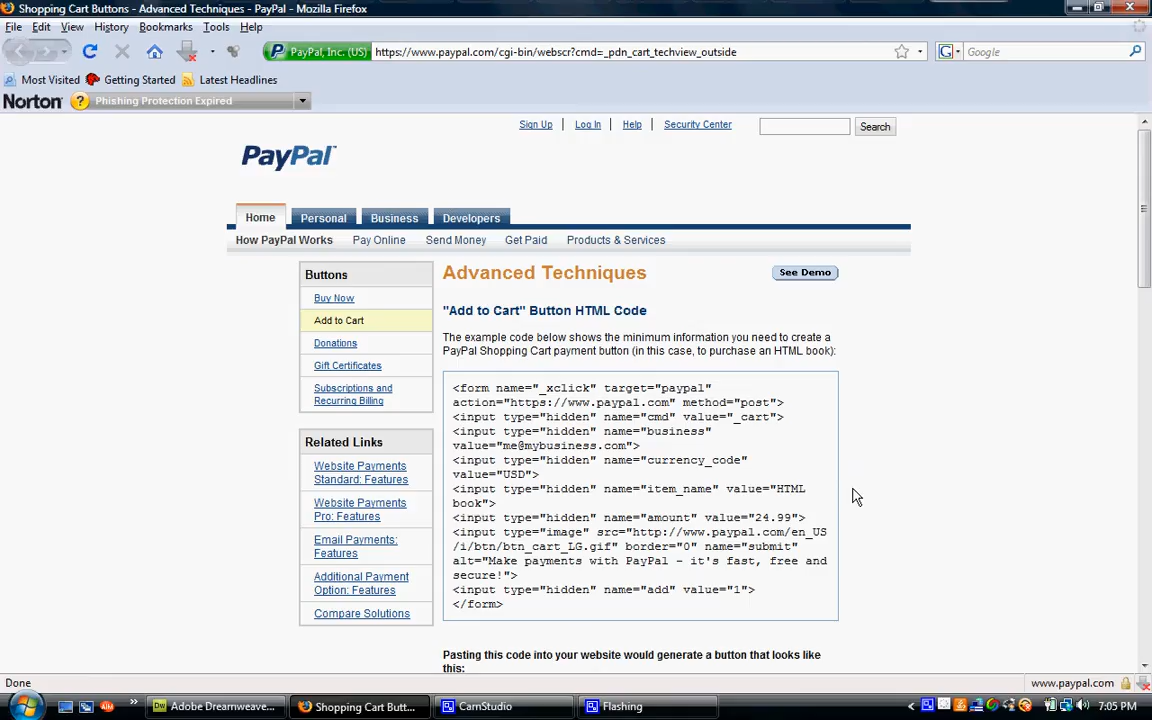 Shopping Cart Buttons - Advanced Techniques - PayPal - Mozilla Firefox
File Edit View History Bookmarks Tools Help
PayPal, Inc. (US) https://www.paypal.com/cgi-bin/webscr?cmd=_pdn_cart_techview_outside
G Google
Most Visited Getting Started Latest Headlines
Norton ? Phishing Protection Expired
Sign Up | Log In | Help | Security Center Search
PayPal
Home Personal Business Developers
How PayPal Works Pay Online Send Money Get Paid Products & Services
Buttons
Buy Now
Add to Cart
Donations
Gift Certificates
Subscriptions and
Recurring Billing
Related Links
Website Payments
Standard: Features
Website Payments
Pro: Features
Email Payments:
Features
Additional Payment
Option: Features
Compare Solutions
Advanced Techniques
See Demo
"Add to Cart" Button HTML Code
The example code below shows the minimum information you need to create a
PayPal Shopping Cart payment button (in this case, to purchase an HTML book):
<form name="_xclick" target="paypal"
action="https://www.paypal.com" method="post">
<input type="hidden" name="cmd" value="_cart">
<input type="hidden" name="business"
value="me@mybusiness.com">
<input type="hidden" name="currency_code"
value="USD">
<input type="hidden" name="item_name" value="HTML
book">
<input type="hidden" name="amount" value="24.99">
<input type="image" src="http://www.paypal.com/en_US
/i/btn/btn_cart_LG.gif" border="0" name="submit"
alt="Make payments with PayPal - it's fast, free and
secure!">
<input type="hidden" name="add" value="1">
</form>
Pasting this code into your website would generate a button that looks like
this:
Done www.paypal.com
Adobe Dreamweave... Shopping Cart Butt... CamStudio Flashing 7:05 PM